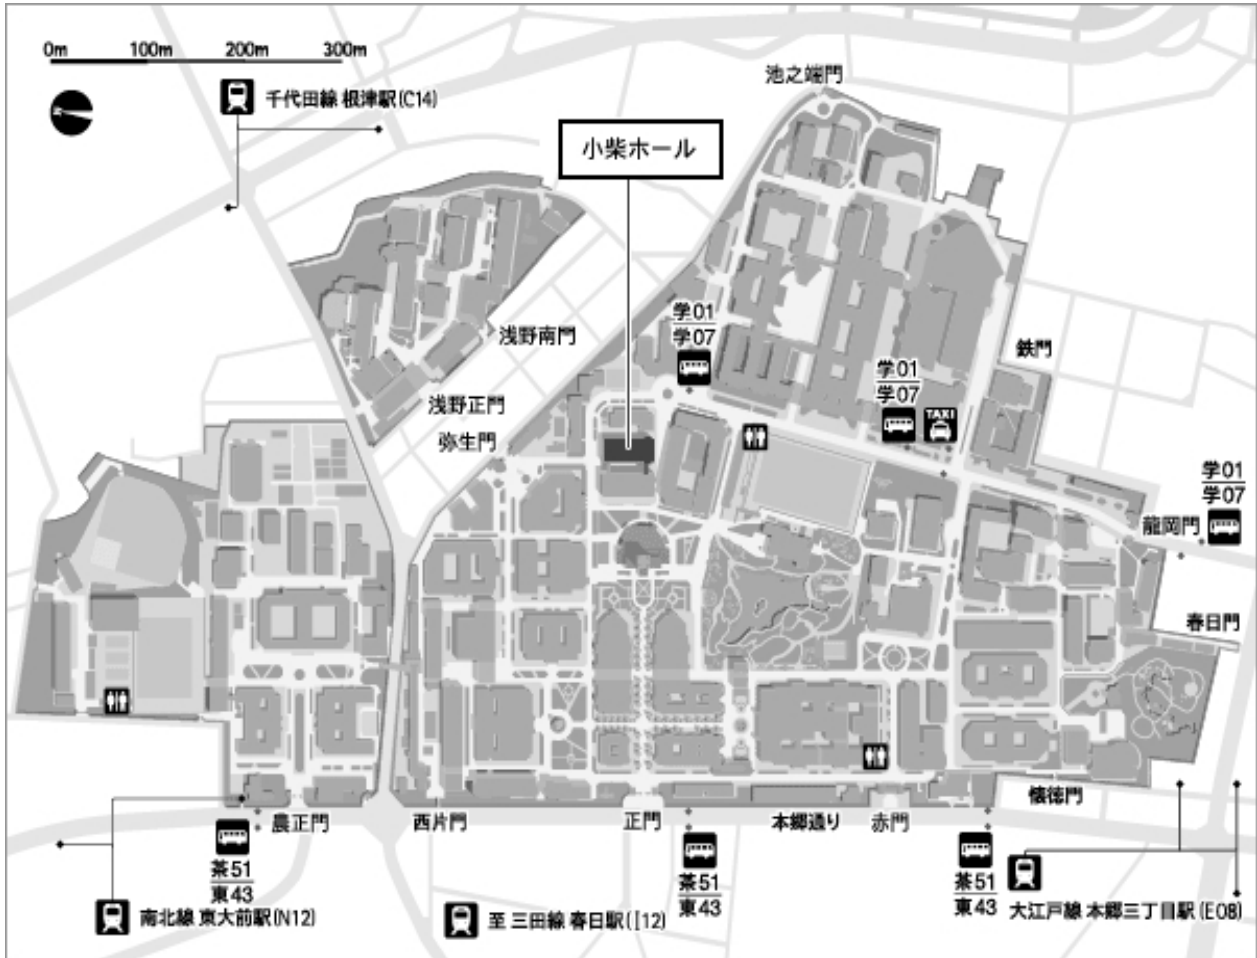 0m 100m 200m 300m
池之端門
千代田線 根津駅(C14)
小柴ホール
学01
学07
浅野南門
鉄門
学01
学07
TAXI
浅野正門
弥生門
学01
学07
龍岡門
春日門
懐徳門
農正門
西片門
正門
本郷通り
赤門
茶51
東43
茶51
東43
茶51
東43
南北線 東大前駅(N12)
至 三田線 春日駅(I12)
大江戸線 本郷三丁目駅(E08)